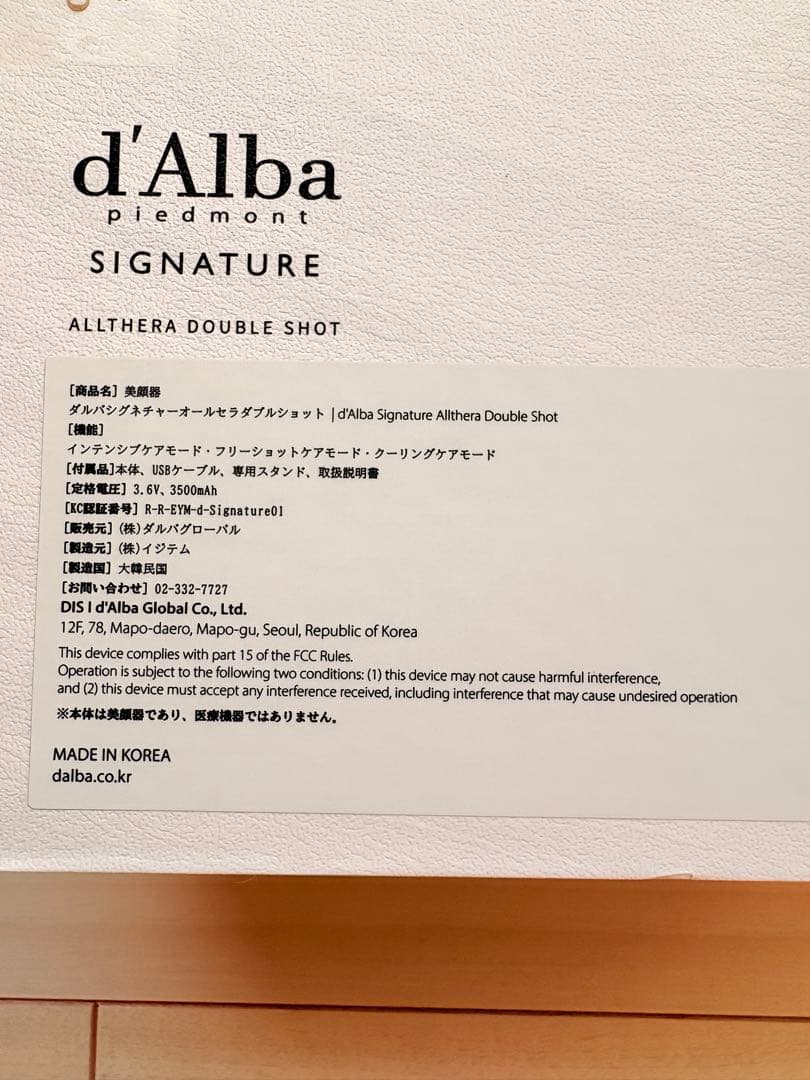 d'Alba
piedmont
SIGNATURE
ALLTHERA DOUBLE SHOT
[商品名] 美顔器
ダルバシグネチャーオールセラダブルショット | d'Alba Signature Allthera Double Shot
[機能]
インテンシブケアモード・フリーショットケアモード・クーリングケアモード
[付属品]本体、USBケーブル、専用スタンド、取扱説明書
[定格電圧] 3.6V、3500mAh
[KC認証番号] R-R-EYM-d-Signature01
[販売元] (株)ダルバグローバル
[製造元] (株)イジテム
[製造国] 大韓民国
[お問い合わせ] 02-332-7727
DIS I d'Alba Global Co., Ltd.
12F, 78, Mapo-daero, Mapo-gu, Seoul, Republic of Korea
This device complies with part 15 of the FCC Rules.
Operation is subject to the following two conditions: (1) this device may not cause harmful interference,
and (2) this device must accept any interference received, including interference that may cause undesired operation
※本体は美顔器であり、医療機器ではありません。
MADE IN KOREA
dalba.co.kr